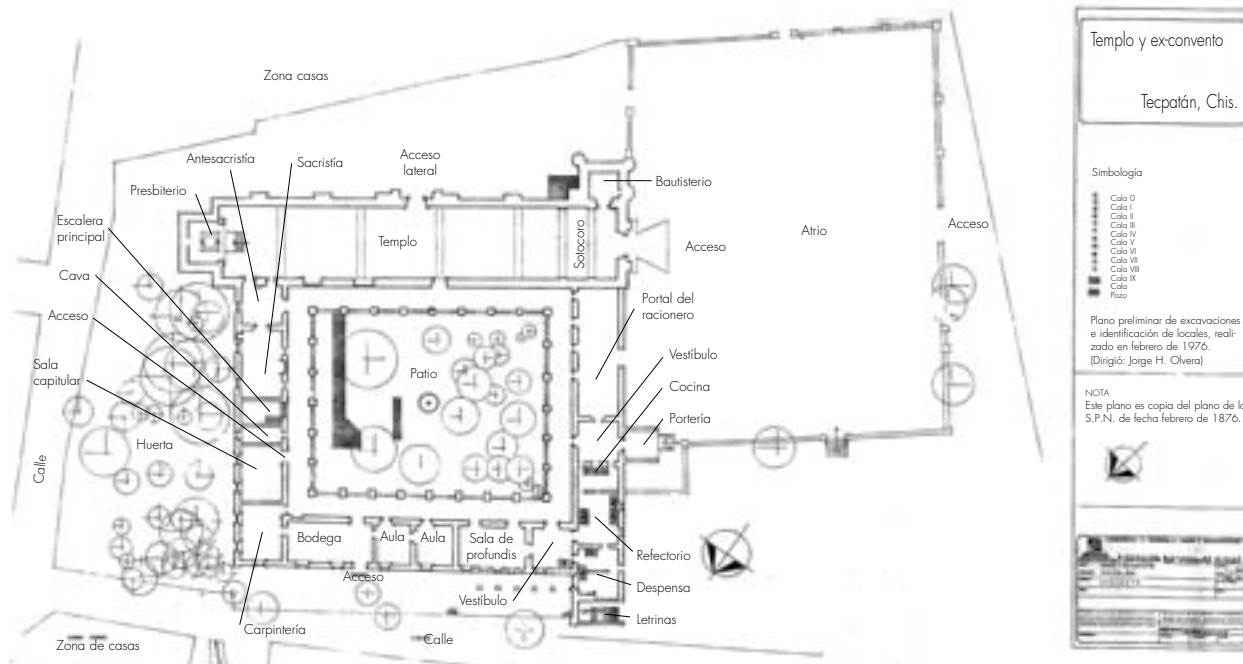 Zona casas
Antesacristía
Sacristía
Acceso
lateral
Presbiterio
Bautisterio
Escalera
principal
Templo
Sotocoro
Acceso
Atrio
Acceso
Cava
Acceso
Portal del
racionero
Sala
capitular
Patio
Vestíbulo
Cocina
Portería
Huerta
Calle
Bodega
Aula
Aula
Sala de
profundis
Refectorio
Acceso
Despensa
Vestíbulo
Letrinas
Carpintería
Calle
Zona de casas
Templo y ex-convento
Tecpatán, Chis.
Simbología
Cala 0
Cala I
Cala II
Cala III
Cala IV
Cala V
Cala VI
Cala VII
Cala VIII
Cala IX
Cala
Pozo
Plano preliminar de excavaciones
e identificación de locales, reali-
zado en febrero de 1976.
(Dirigió: Jorge H. Olvera)
NOTA
Este plano es copia del plano de la
S.P.N. de fecha febrero de 1876.